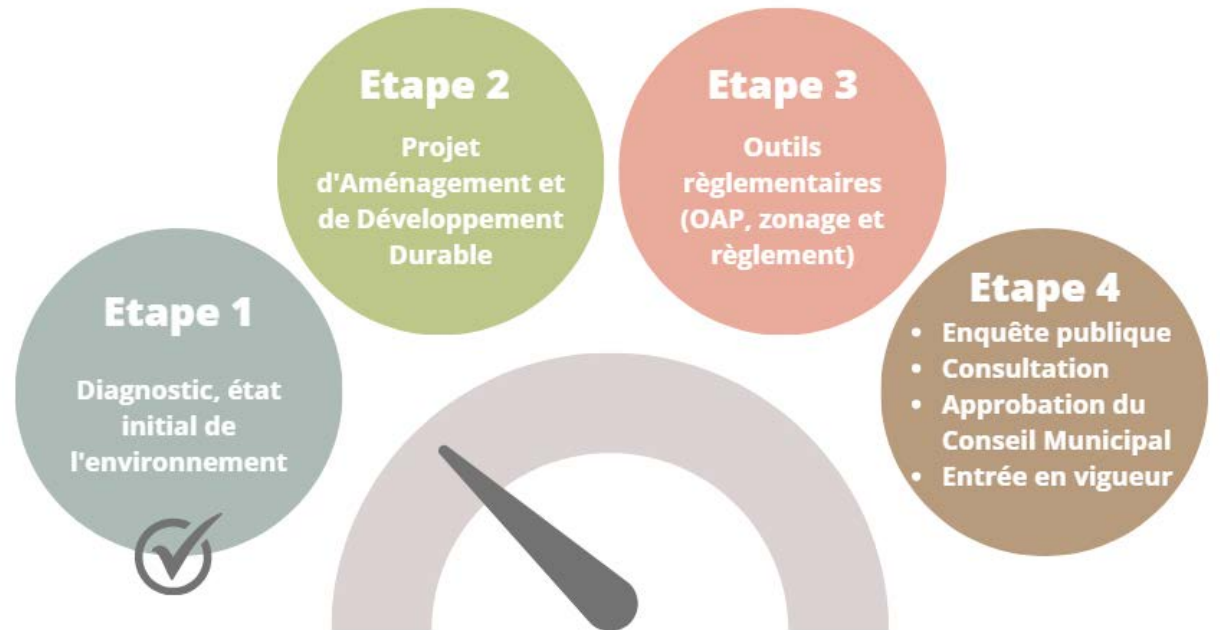 Etape 1
Diagnostic, état
initial de
l'environnement
Etape 2
Projet
d'Aménagement et
de Développement
Durable
Etape 3
Outils
règlementaires
(OAP, zonage et
règlement)
Etape 4
• Enquête publique
• Consultation
• Approbation du
Conseil Municipal
• Entrée en vigueur